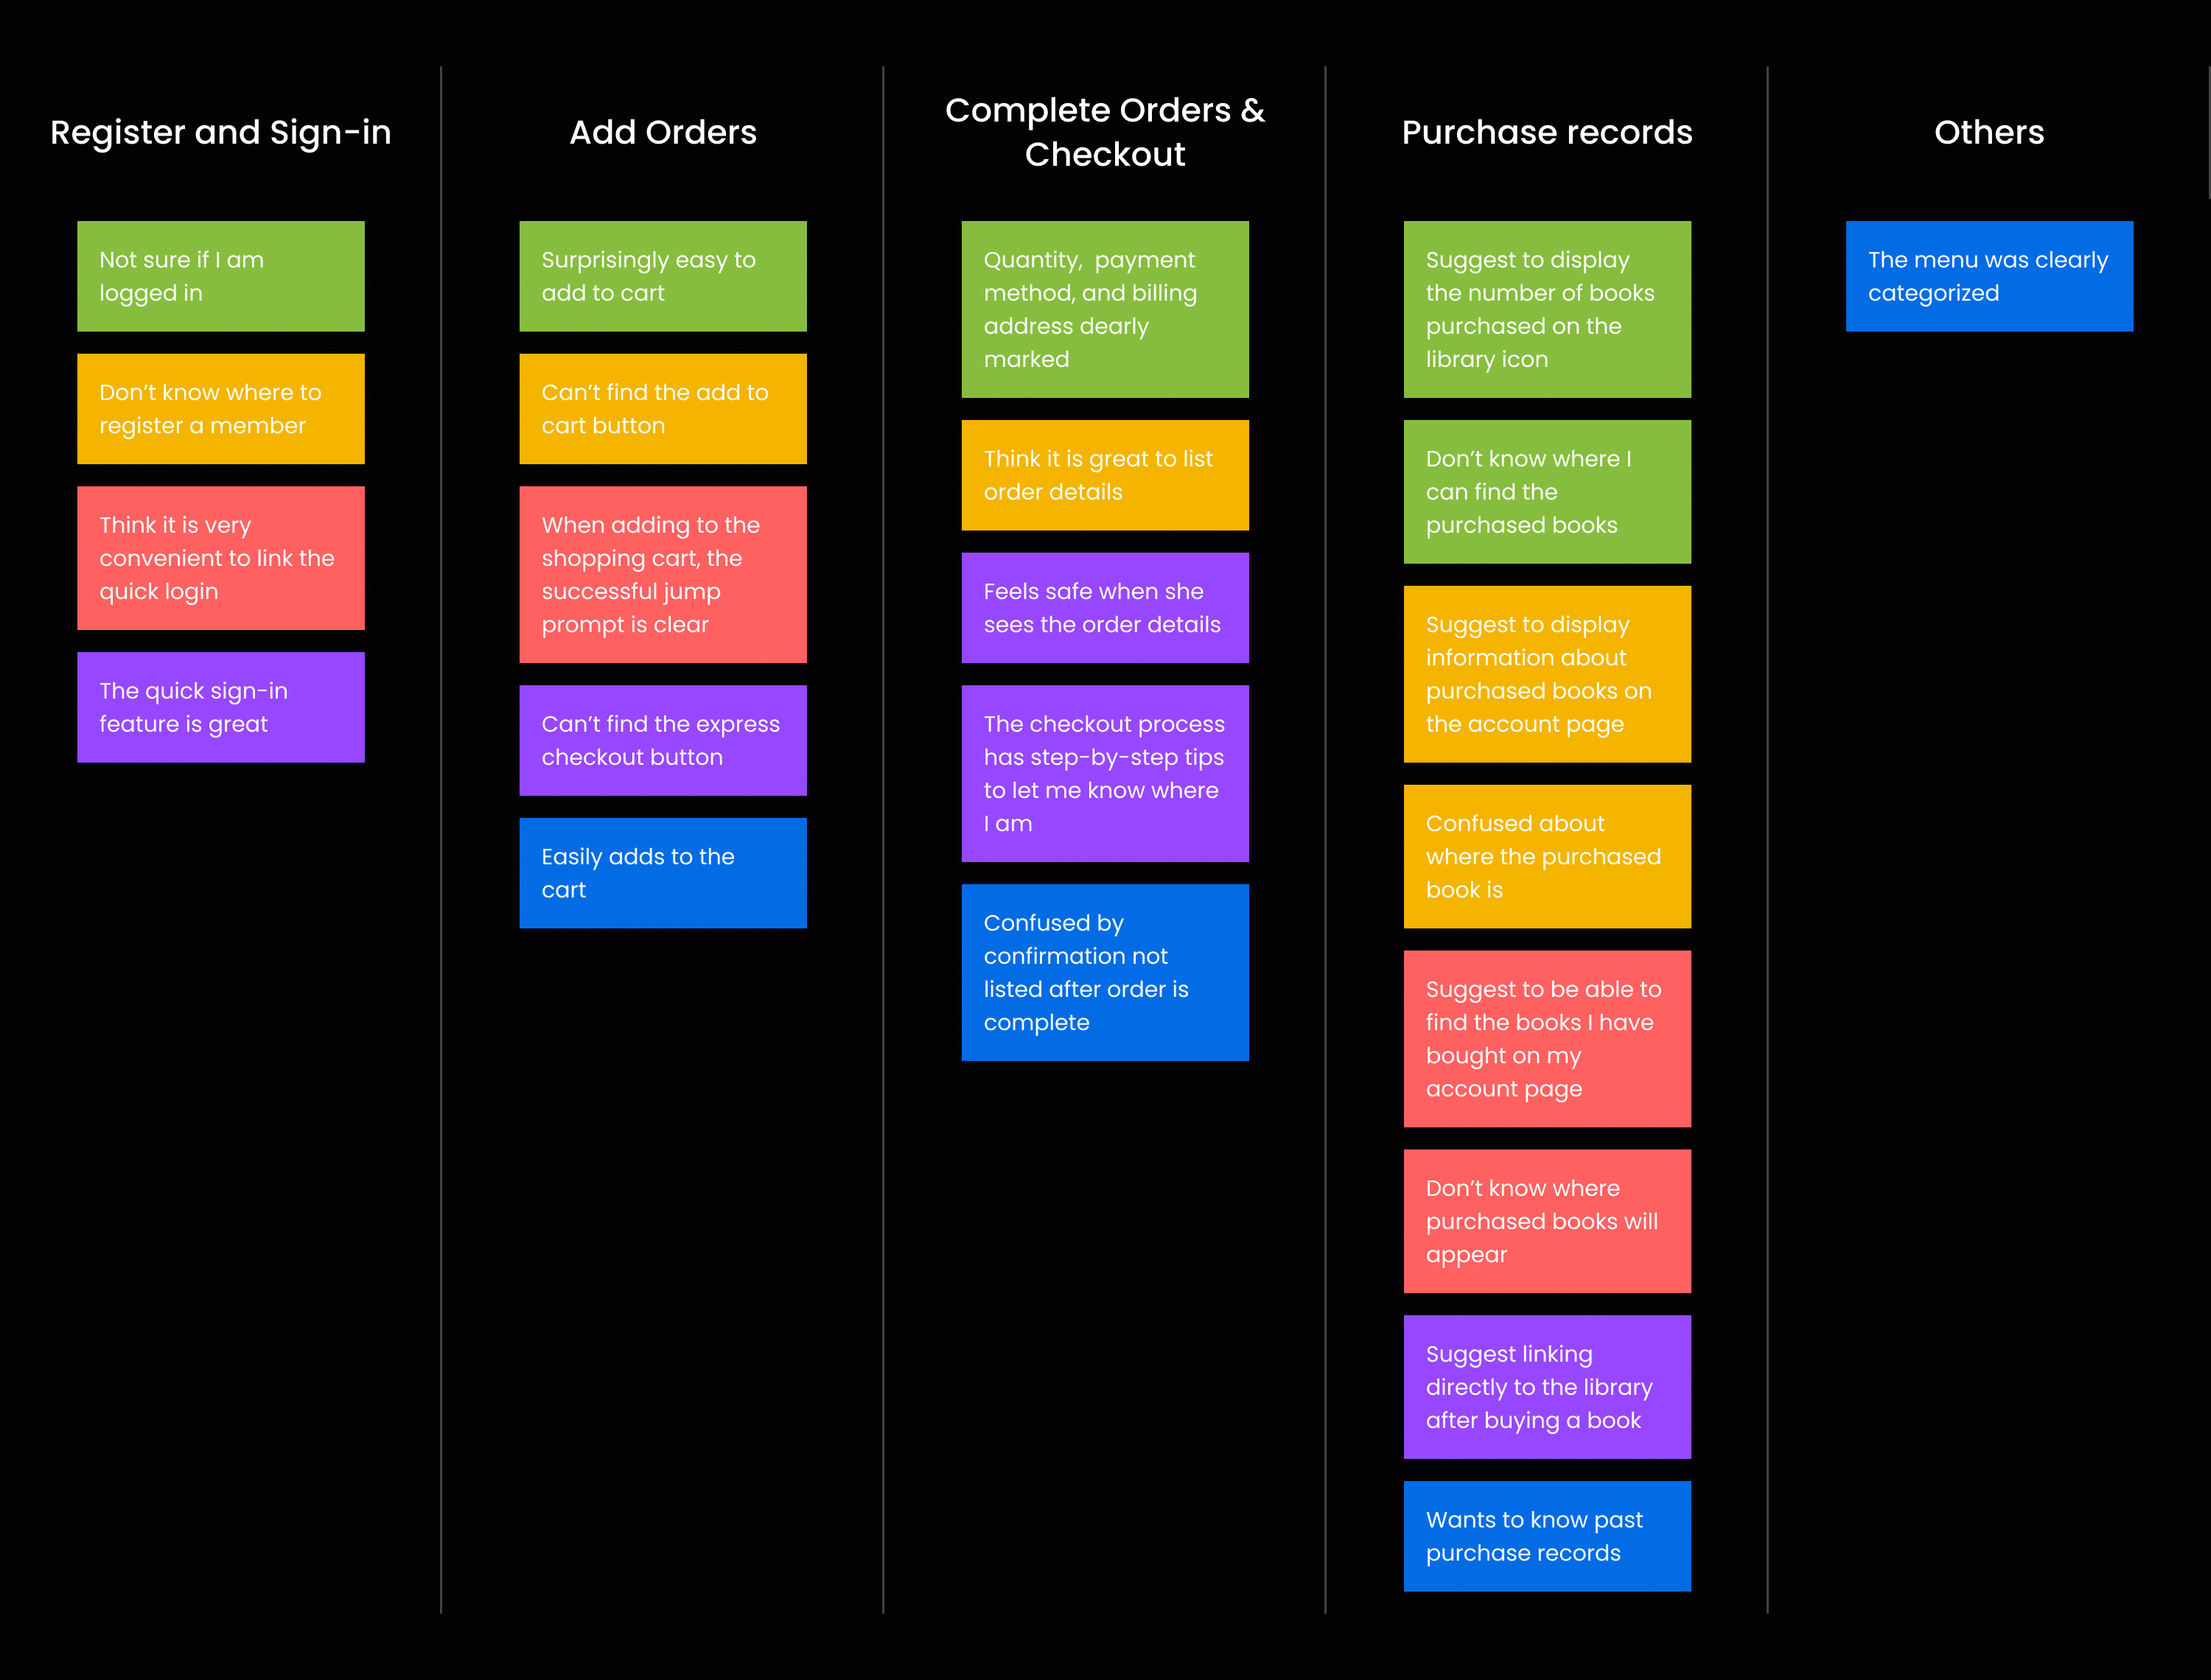 Register and Sign-in
Not sure if I am
logged in
Don’t know where to
register a member
Think it is very
convenient to link the
quick login
The quick sign-in
feature is great
Add Orders
Surprisingly easy to
add to cart
Can’t find the add to
cart button
When adding to the
shopping cart, the
successful jump
prompt is clear
Can’t find the express
checkout button
Easily adds to the
cart
Complete Orders &
Checkout
Quantity,  payment
method, and billing
address dearly
marked
Think it is great to list
order details
Feels safe when she
sees the order details
The checkout process
has step-by-step tips
to let me know where
I am
Confused by
confirmation not
listed after order is
complete
Purchase records
Suggest to display
the number of books
purchased on the
library icon
Don’t know where I
can find the
purchased books
Suggest to display
information about
purchased books on
the account page
Confused about
where the purchased
book is
Suggest to be able to
find the books I have
bought on my
account page
Don’t know where
purchased books will
appear
Suggest linking
directly to the library
after buying a book
Wants to know past
purchase records
Others
The menu was clearly
categorized